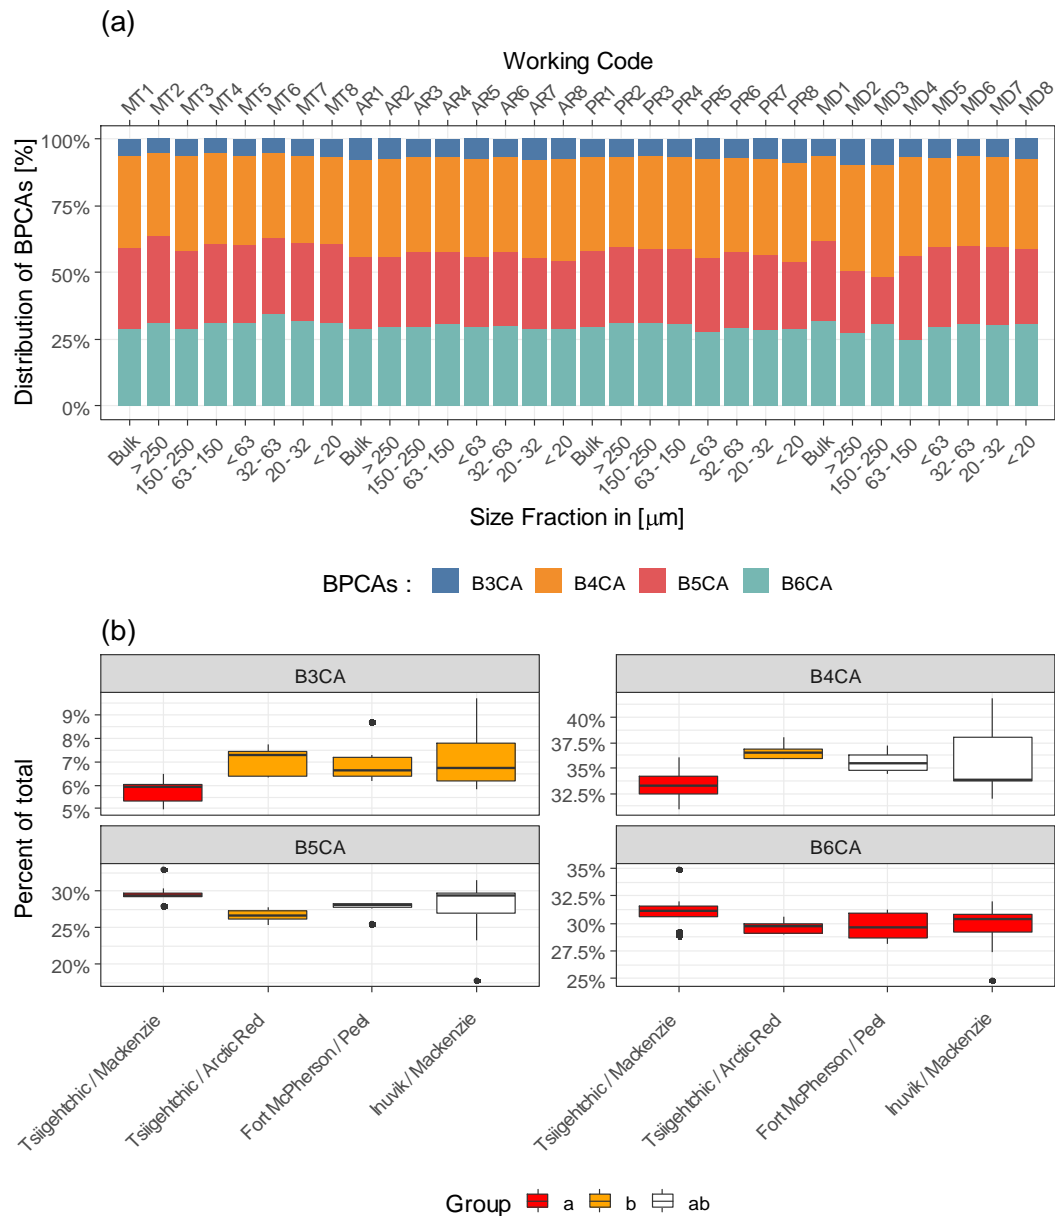 (a)
Working Code
MT1 MT2 MT3 MT4 MT5 MT6 MT7 MT8 AR1 AR2 AR3 AR4 AR5 AR6 AR7 AR8 PR1 PR2 PR3 PR4 PR5 PR6 PR7 PR8 MD1 MD2 MD3 MD4 MD5 MD6 MD7 MD8
Distribution of BPCAs [%]
100%
75%
50%
25%
0%
Bulk > 250 150 - 250 63 - 150 < 63 32 - 63 20 - 32 < 20 Bulk > 250 150 - 250 63 - 150 < 63 32 - 63 20 - 32 < 20 Bulk > 250 150 - 250 63 - 150 < 63 32 - 63 20 - 32 < 20 Bulk > 250 150 - 250 63 - 150 < 63 32 - 63 20 - 32 < 20
Size Fraction in [μm]
BPCAs : B3CA B4CA B5CA B6CA
(b)
Percent of total
B3CA
9%
8%
7%
6%
5%
B4CA
40%
37.5%
35%
32.5%
B5CA
30%
25%
20%
B6CA
35%
32.5%
30%
27.5%
25%
Tsiigehtchic / Mackenzie
Tsiigehtchic / Arctic Red
Fort McPherson / Peel
Inuvik / Mackenzie
Tsiigehtchic / Mackenzie
Tsiigehtchic / Arctic Red
Fort McPherson / Peel
Inuvik / Mackenzie
Group a b ab